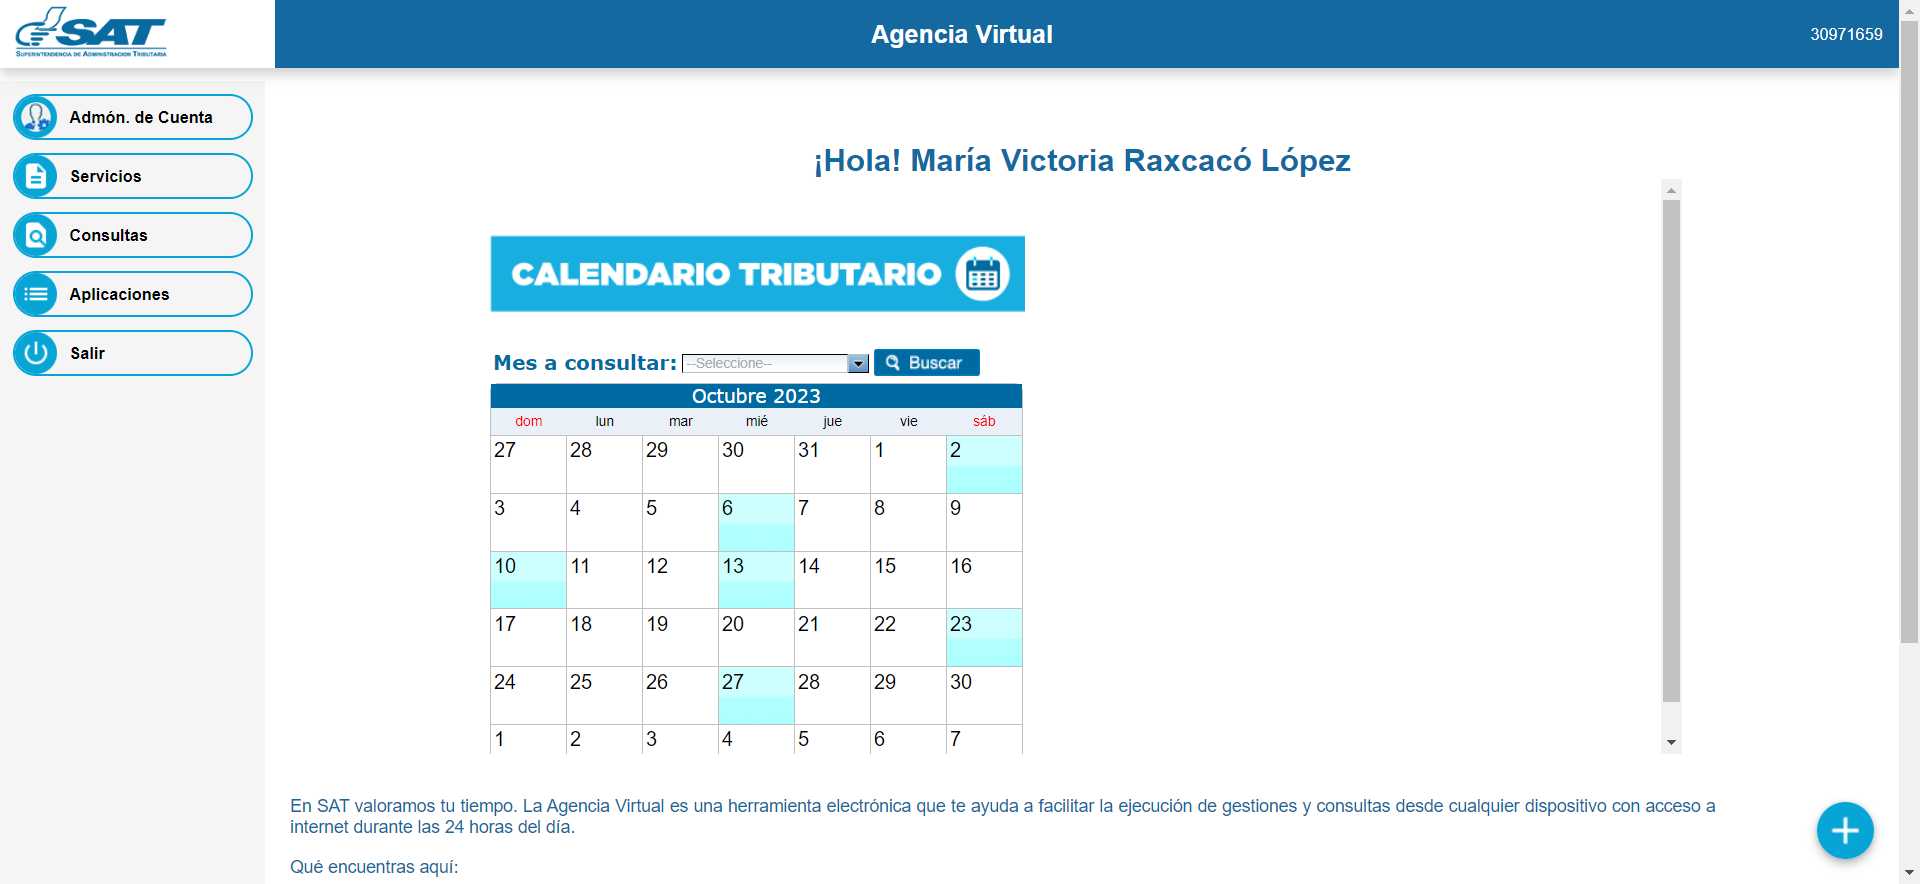 SAT
SUPERINTENDENCIA DE ADMINISTRACION TRIBUTARIA
Agencia Virtual
30971659
Admón. de Cuenta
Servicios
Consultas
Aplicaciones
Salir
¡Hola! María Victoria Raxcacó López
CALENDARIO TRIBUTARIO
Mes a consultar: --Seleccione-- Buscar
Octubre 2023
dom lun mar mié jue vie sáb
27 28 29 30 31 1 2
3 4 5 6 7 8 9
10 11 12 13 14 15 16
17 18 19 20 21 22 23
24 25 26 27 28 29 30
1 2 3 4 5 6 7
En SAT valoramos tu tiempo. La Agencia Virtual es una herramienta electrónica que te ayuda a facilitar la ejecución de gestiones y consultas desde cualquier dispositivo con acceso a
internet durante las 24 horas del día.
Qué encuentras aquí: